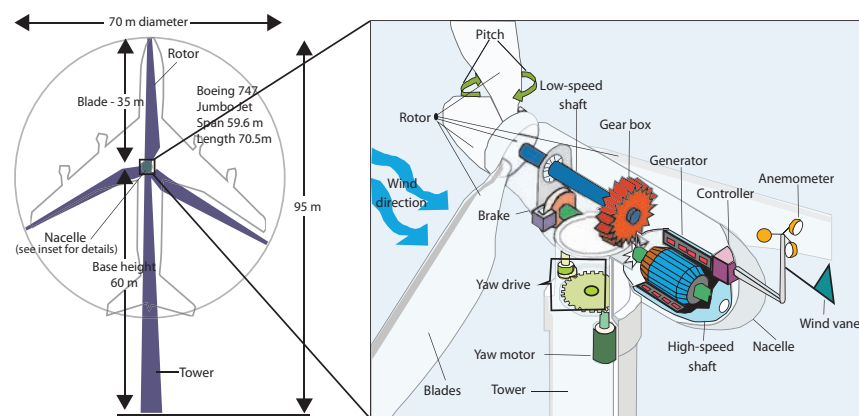 70 m diameter
Rotor
Blade - 35 m
Boeing 747
Jumbo Jet
Span 59.6 m
Length 70.5m
95 m
Nacelle
(see inset for details)
Base height
60 m
Tower
Pitch
Low-speed
shaft
Rotor
Gear box
Generator
Controller
Anemometer
Wind
direction
Brake
Yaw drive
Wind vane
Yaw motor
High-speed
shaft
Nacelle
Blades
Tower